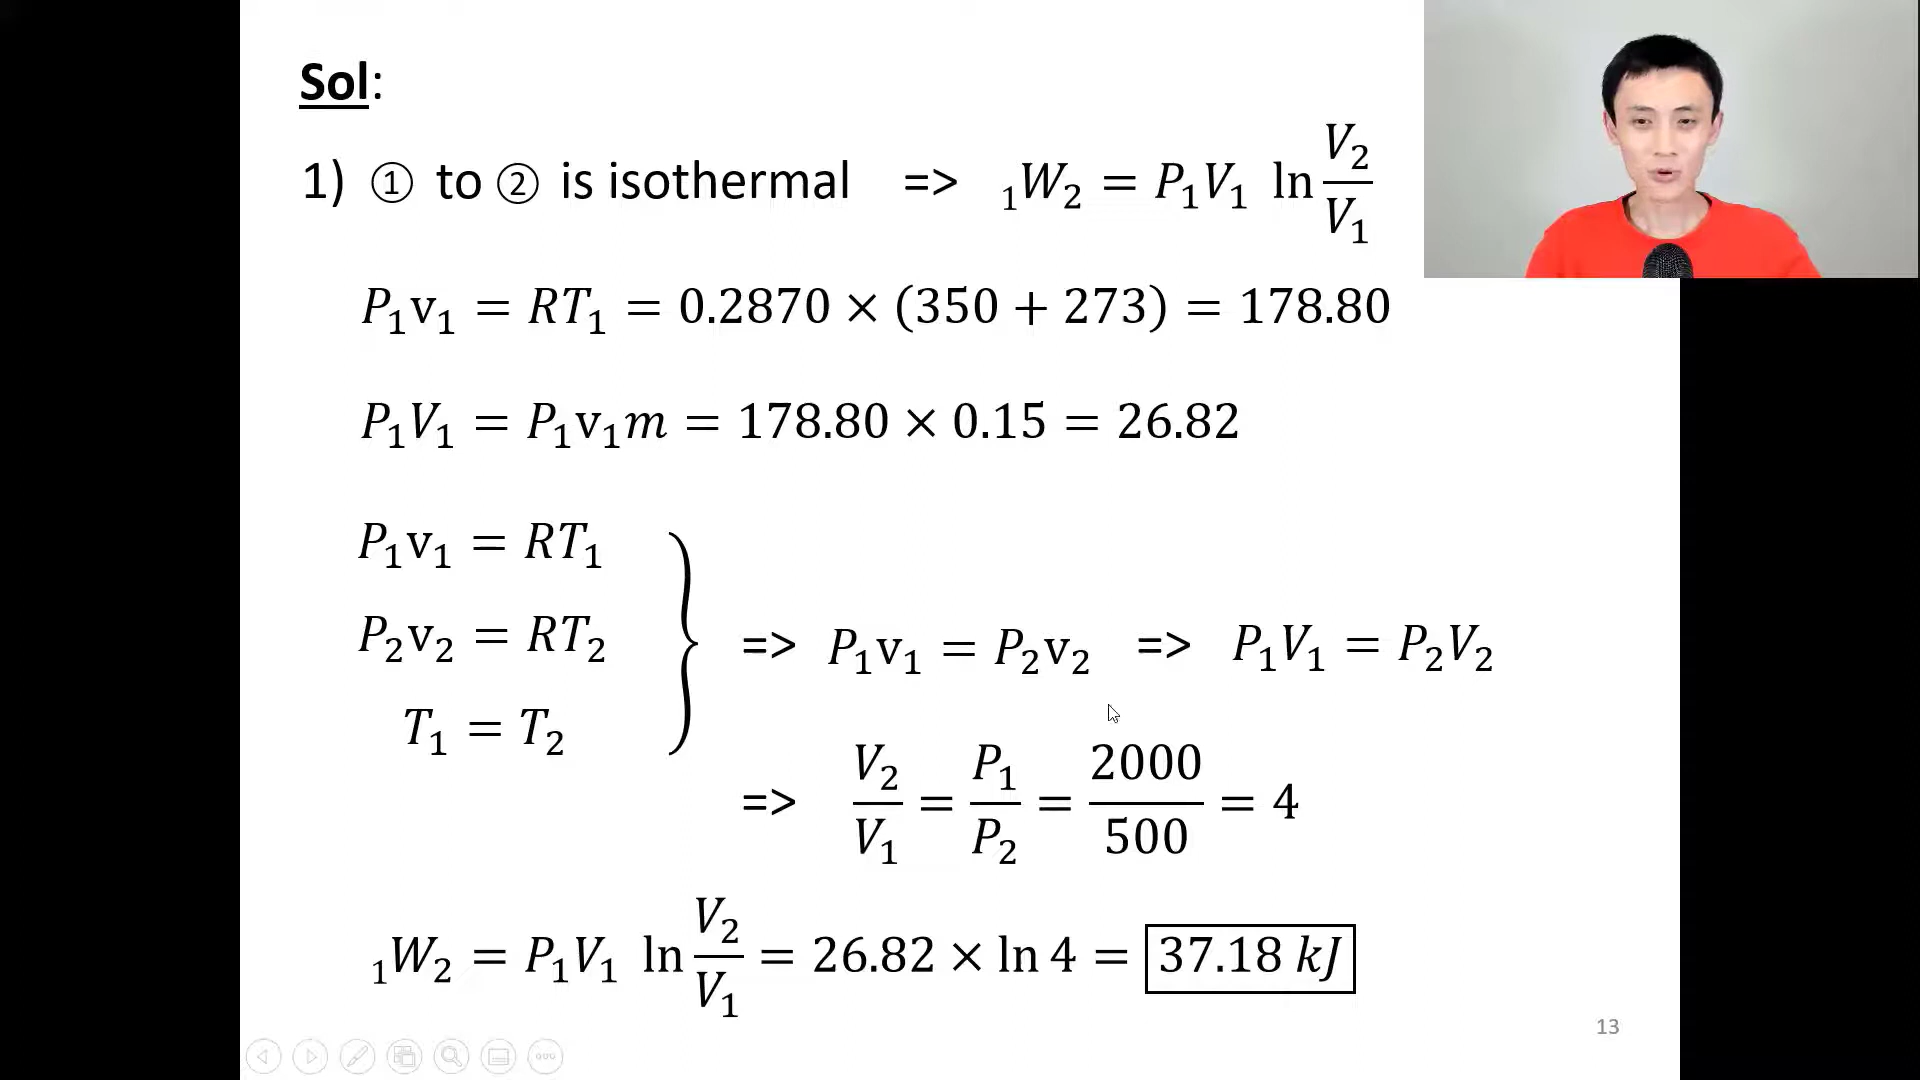 Sol:
1) ① to ② is isothermal => ₁W₂ = P₁V₁ ln V₂/V₁
P₁v₁ = RT₁ = 0.2870 × (350 + 273) = 178.80
P₁V₁ = P₁v₁m = 178.80 × 0.15 = 26.82
P₁v₁ = RT₁
P₂v₂ = RT₂
T₁ = T₂
=> P₁v₁ = P₂v₂ => P₁V₁ = P₂V₂
=> V₂/V₁ = P₁/P₂ = 2000/500 = 4
₁W₂ = P₁V₁ ln V₂/V₁ = 26.82 × ln 4 = 37.18 kJ
13